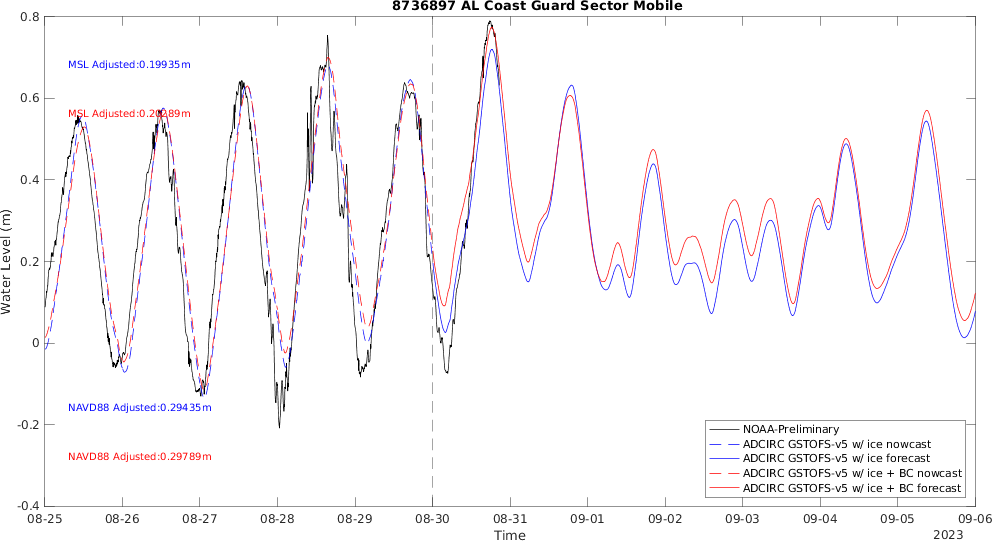 8736897 AL Coast Guard Sector Mobile
0.8
0.6
0.4
0.2
0
-0.2
-0.4
Water Level (m)
MSL Adjusted:0.19935m
MSL Adjusted:0.20289m
NAVD88 Adjusted:0.29435m
NAVD88 Adjusted:0.29789m
NOAA-Preliminary
ADCIRC GSTOFS-v5 w/ ice nowcast
ADCIRC GSTOFS-v5 w/ ice forecast
ADCIRC GSTOFS-v5 w/ ice + BC nowcast
ADCIRC GSTOFS-v5 w/ ice + BC forecast
08-25 08-26 08-27 08-28 08-29 08-30 08-31 09-01 09-02 09-03 09-04 09-05 09-06
Time
2023